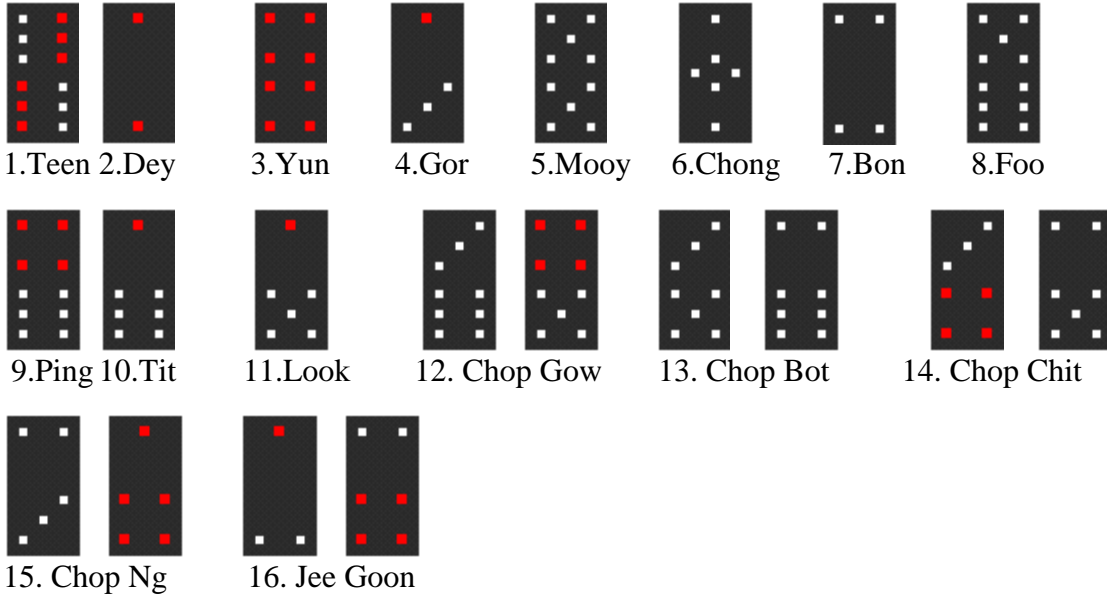 1.Teen 2.Dey 3.Yun 4.Gor 5.Mooy 6.Chong 7.Bon 8.Foo
9.Ping 10.Tit 11.Look 12. Chop Gow 13. Chop Bot 14. Chop Chit
15. Chop Ng 16. Jee Goon